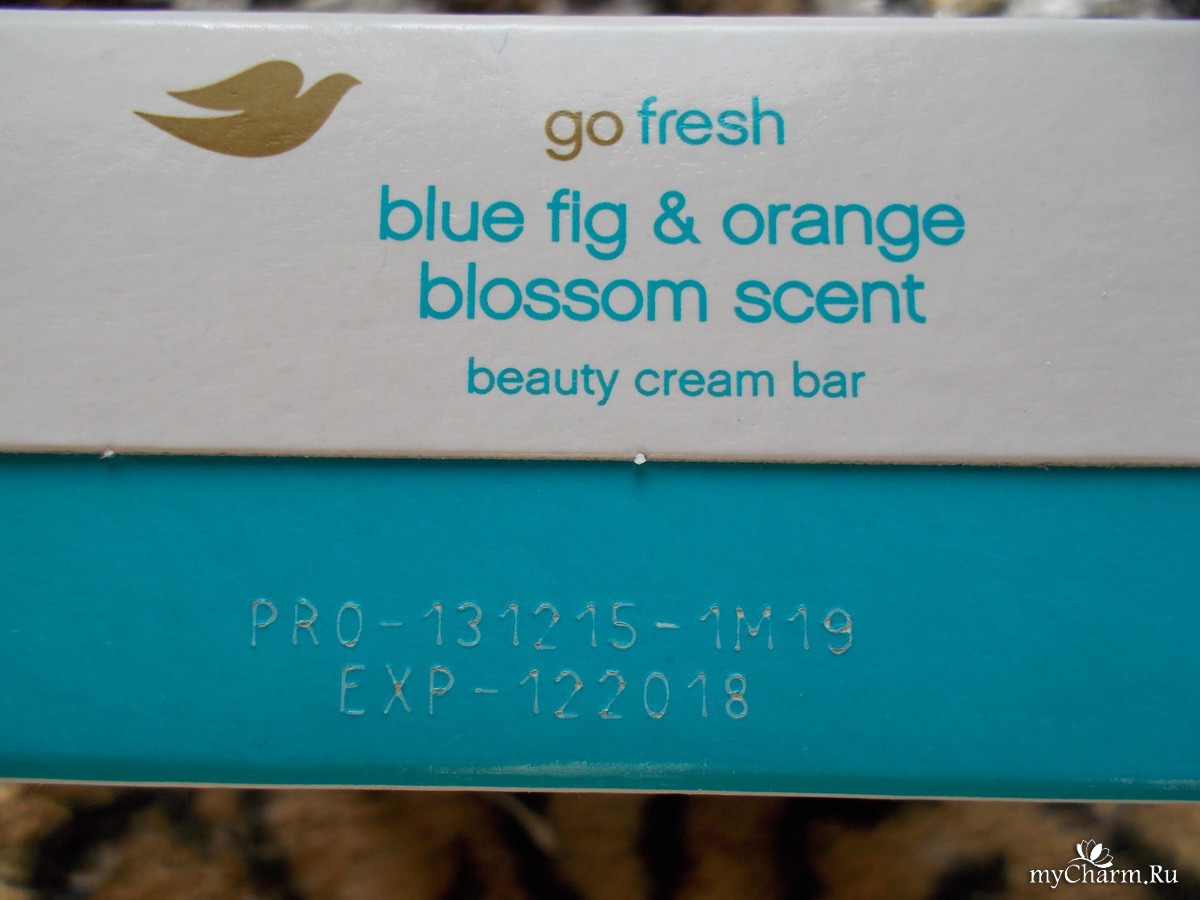 go fresh
blue fig & orange
blossom scent
beauty cream bar
PRO-131215-1M19
EXP-122018
myCharm.Ru